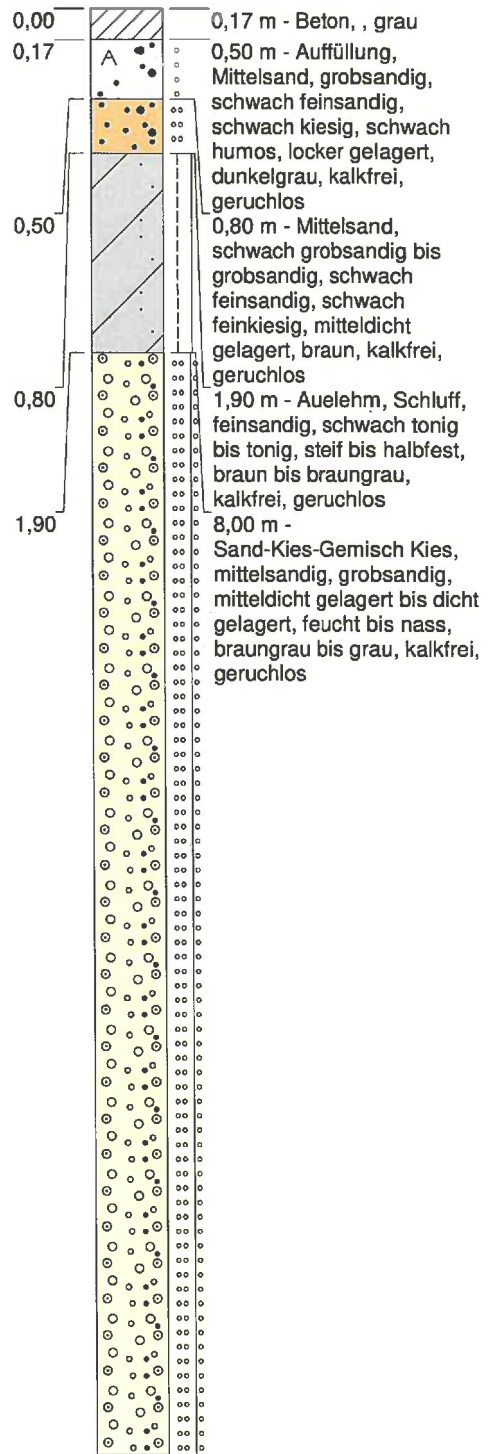 0,00
0,17 m - Beton, , grau
0,17
A
0,50 m - Auffüllung,
Mittelsand, grobsandig,
schwach feinsandig,
schwach kiesig, schwach
humos, locker gelagert,
dunkelgrau, kalkfrei,
geruchlos
0,50
0,80 m - Mittelsand,
schwach grobsandig bis
grobsandig, schwach
feinsandig, schwach
feinkiesig, mitteldicht
gelagert, braun, kalkfrei,
geruchlos
0,80
1,90 m - Auelehm, Schluff,
feinsandig, schwach tonig
bis tonig, steif bis halbfest,
braun bis braungrau,
kalkfrei, geruchlos
1,90
8,00 m -
Sand-Kies-Gemisch Kies,
mittelsandig, grobsandig,
mitteldicht gelagert bis dicht
gelagert, feucht bis nass,
braungrau bis grau, kalkfrei,
geruchlos